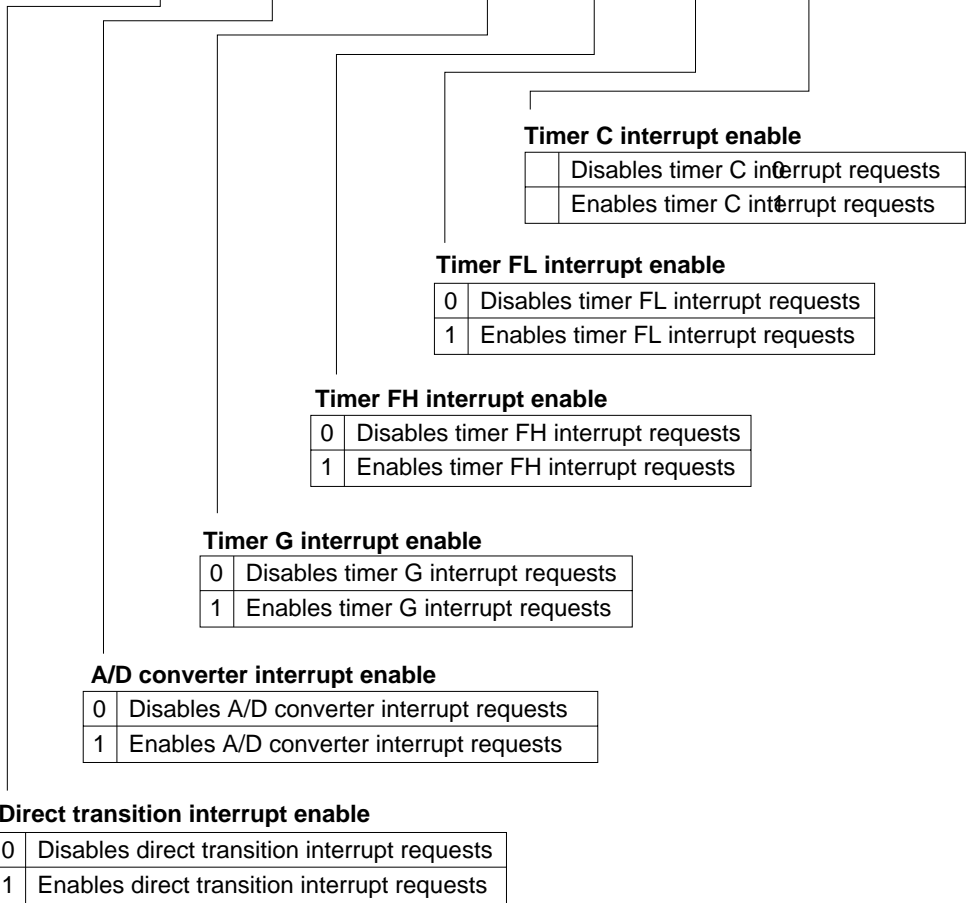 Timer C interrupt enable
0 Disables timer C interrupt requests
1 Enables timer C interrupt requests
Timer FL interrupt enable
0 Disables timer FL interrupt requests
1 Enables timer FL interrupt requests
Timer FH interrupt enable
0 Disables timer FH interrupt requests
1 Enables timer FH interrupt requests
Timer G interrupt enable
0 Disables timer G interrupt requests
1 Enables timer G interrupt requests
A/D converter interrupt enable
0 Disables A/D converter interrupt requests
1 Enables A/D converter interrupt requests
Direct transition interrupt enable
0 Disables direct transition interrupt requests
1 Enables direct transition interrupt requests